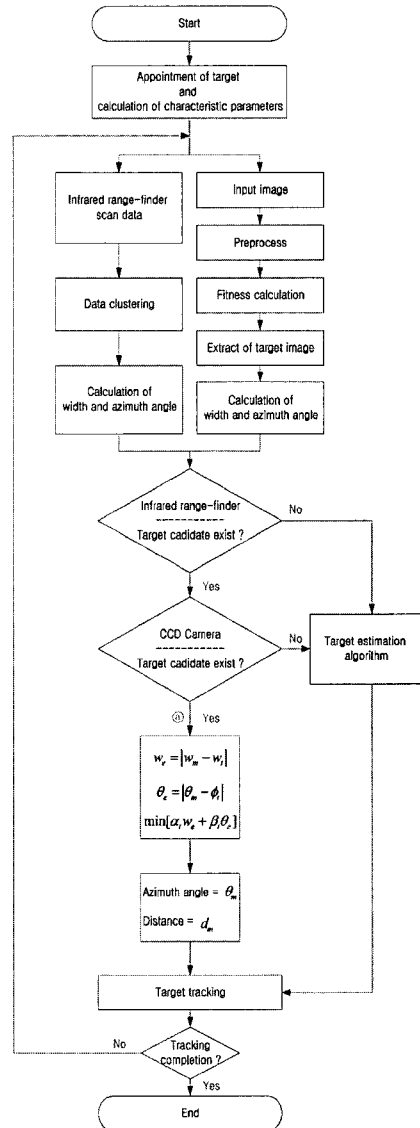 Start
Appointment of target
and
calculation of characteristic parameters
Infrared range-finder
scan data
Data clustering
Calculation of
width and azimuth angle
Input image
Preprocess
Fitness calculation
Extract of target image
Calculation of
width and azimuth angle
Infrared range-finder
Target cadidate exist ?
No
Yes
CCD Camera
Target cadidate exist ?
No
Target estimation
algorithm
ⓐ Yes
w_e = |w_m − w_i|
θ_e = |θ_m − ϕ_i|
min[α_i w_e + β_i θ_e]
Azimuth angle = θ_m
Distance = d_m
Target tracking
No
Tracking
completion ?
Yes
End